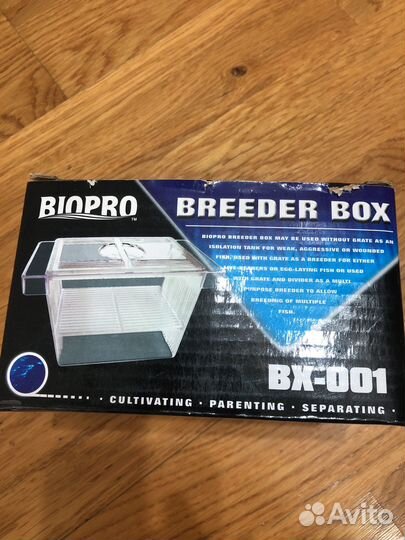 BIOPRO™
BREEDER BOX
BIOPRO BREEDER BOX MAY BE USED WITHOUT GRATE AS AN
ISOLATION TANK FOR WEAK, AGGRESSIVE OR WOUNDED
FISH, USED WITH GRATE AS A BREEDER FOR EITHER
LIVE-BEARERS OR EGG-LAYING FISH OR USED
WITH GRATE AND DIVIDER AS A MULTI
PURPOSE BREEDER TO ALLOW
BREEDING OF MULTIPLE
FISH.
BX-001
· CULTIVATING · PARENTING · SEPARATING ·
Avito